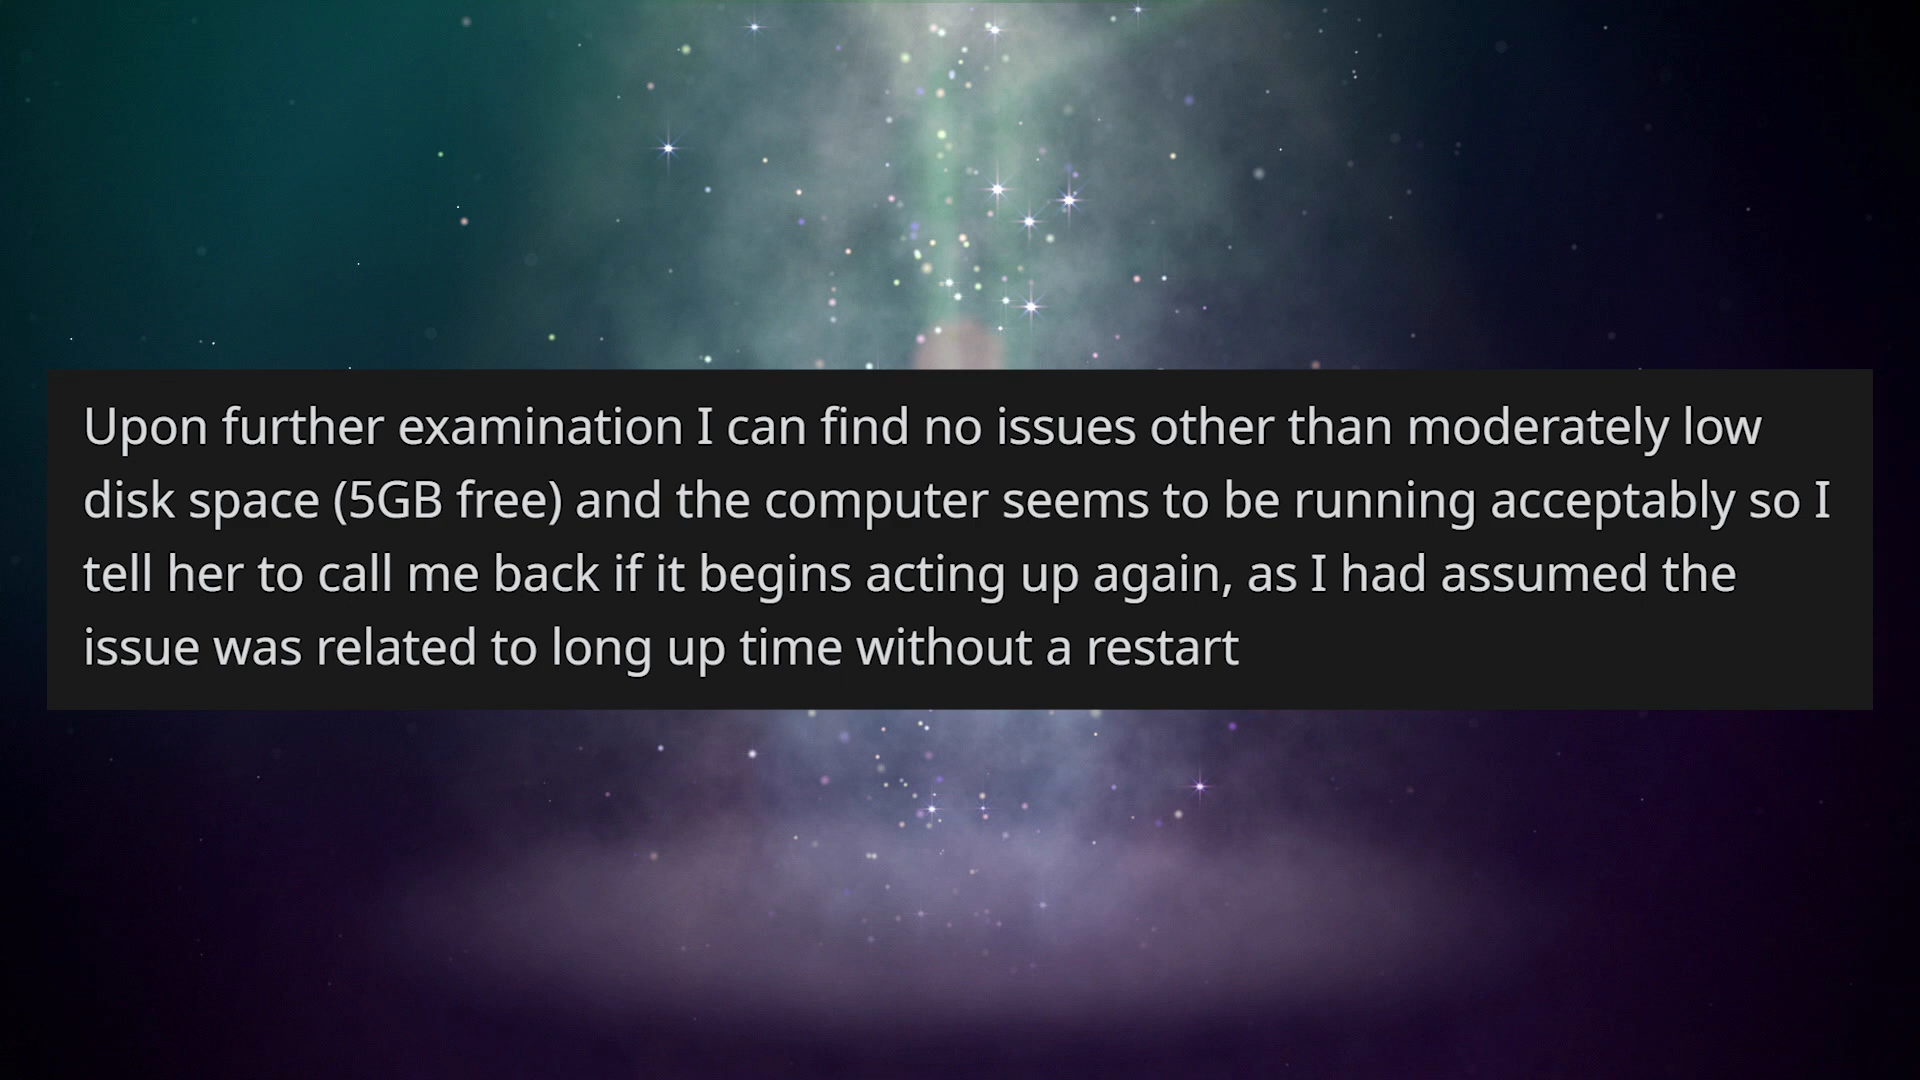 Upon further examination I can find no issues other than moderately low
disk space (5GB free) and the computer seems to be running acceptably so I
tell her to call me back if it begins acting up again, as I had assumed the
issue was related to long up time without a restart